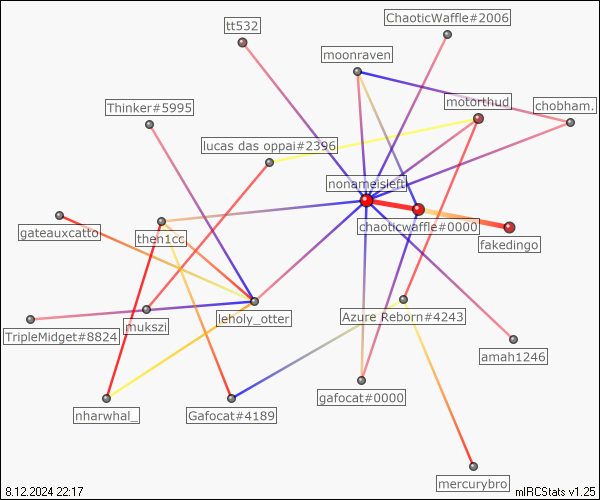 ChaoticWaffle#2006
tt532
moonraven
motorthud
chobham.
Thinker#5995
lucas das oppai#2396
nonameisleft
chaoticwaffle#0000
gateauxcatto
then1cc
fakedingo
leholy_otter
Azure Reborn#4243
mukszi
TripleMidget#8824
amah1246
gafocat#0000
nharwhal_
Gafocat#4189
mercurybro
8.12.2024 22:17
mIRCStats v1.25